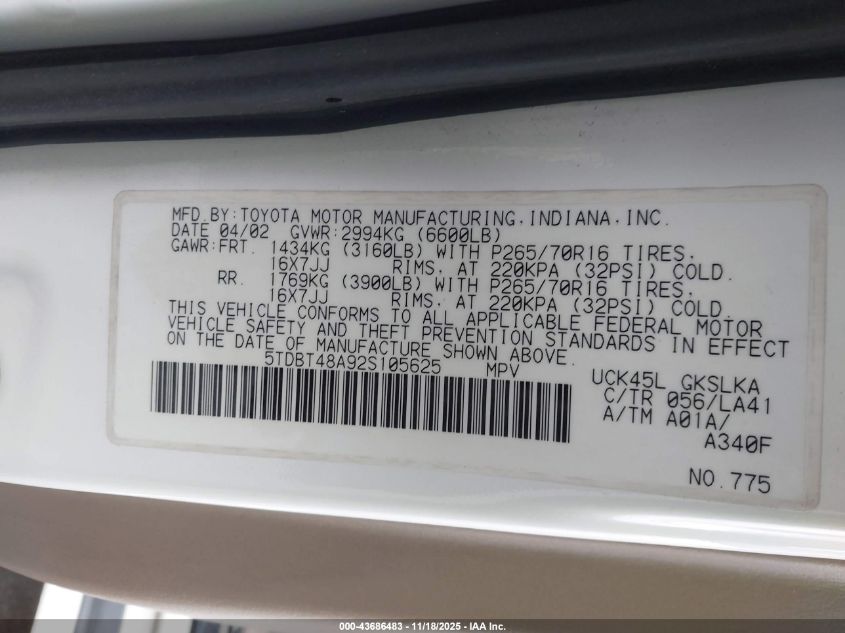 MFD.BY:TOYOTA MOTOR MANUFACTURING,INDIANA,INC.
DATE 04/02 GVWR:2994KG (6600LB)
GAWR:FRT. 1434KG (3160LB) WITH P265/70R16 TIRES,
16X7JJ RIMS, AT 220KPA (32PSI) COLD.
RR. 1769KG (3900LB) WITH P265/70R16 TIRES,
16X7JJ RIMS, AT 220KPA (32PSI) COLD.
THIS VEHICLE CONFORMS TO ALL APPLICABLE FEDERAL MOTOR
VEHICLE SAFETY AND THEFT PREVENTION STANDARDS IN EFFECT
ON THE DATE OF MANUFACTURE SHOWN ABOVE.
5TDBT48A92S105625 MPV
UCK45L GKSLKA
C/TR 056/LA41
A/TM A01A/
A340F
NO.775
000-43686483 - 11/18/2025 - IAA Inc.